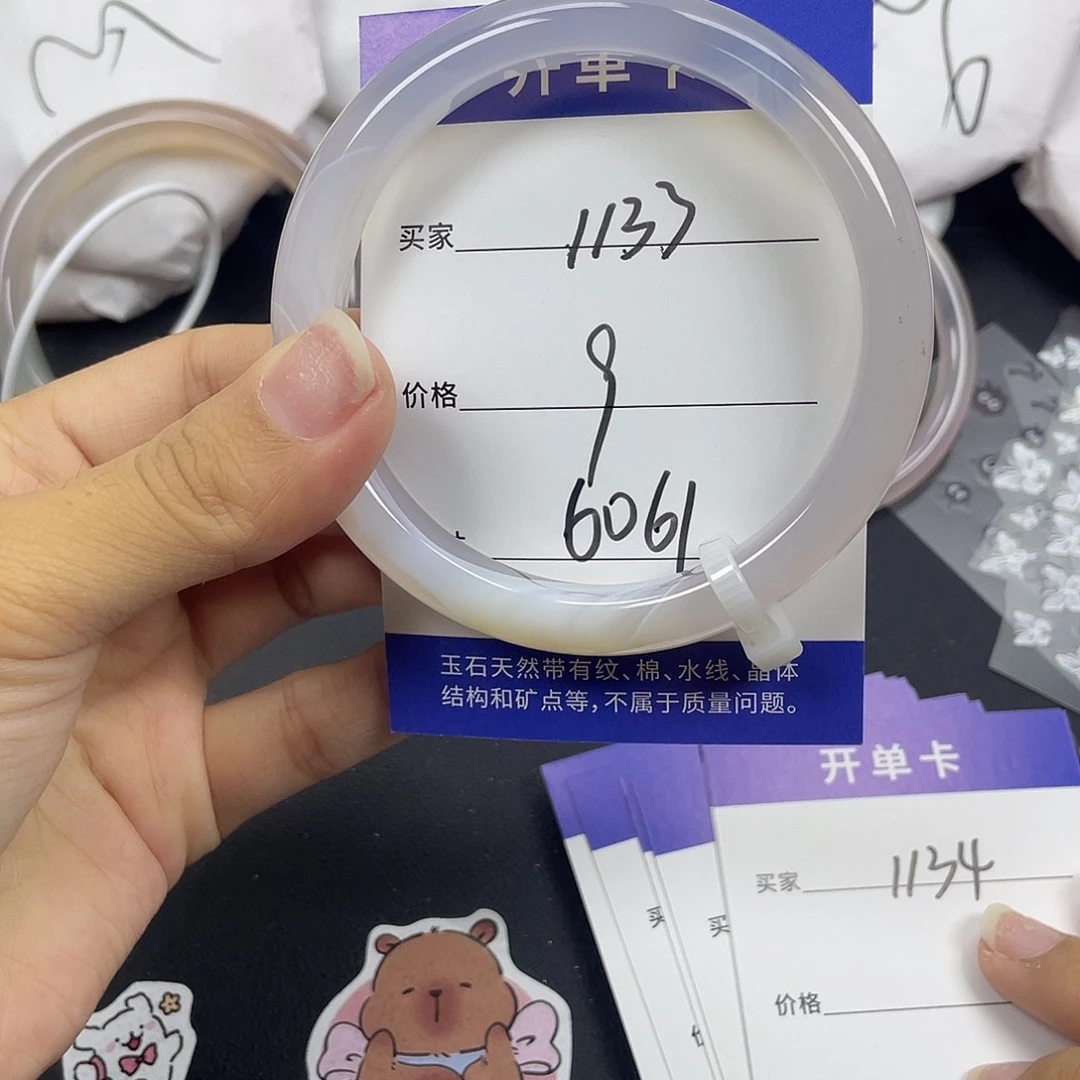 开单卡
买家 1133
价格 9
6061
玉石天然带有纹、棉、水线、晶体
结构和矿点等，不属于质量问题。
开单卡
买家 1134
价格